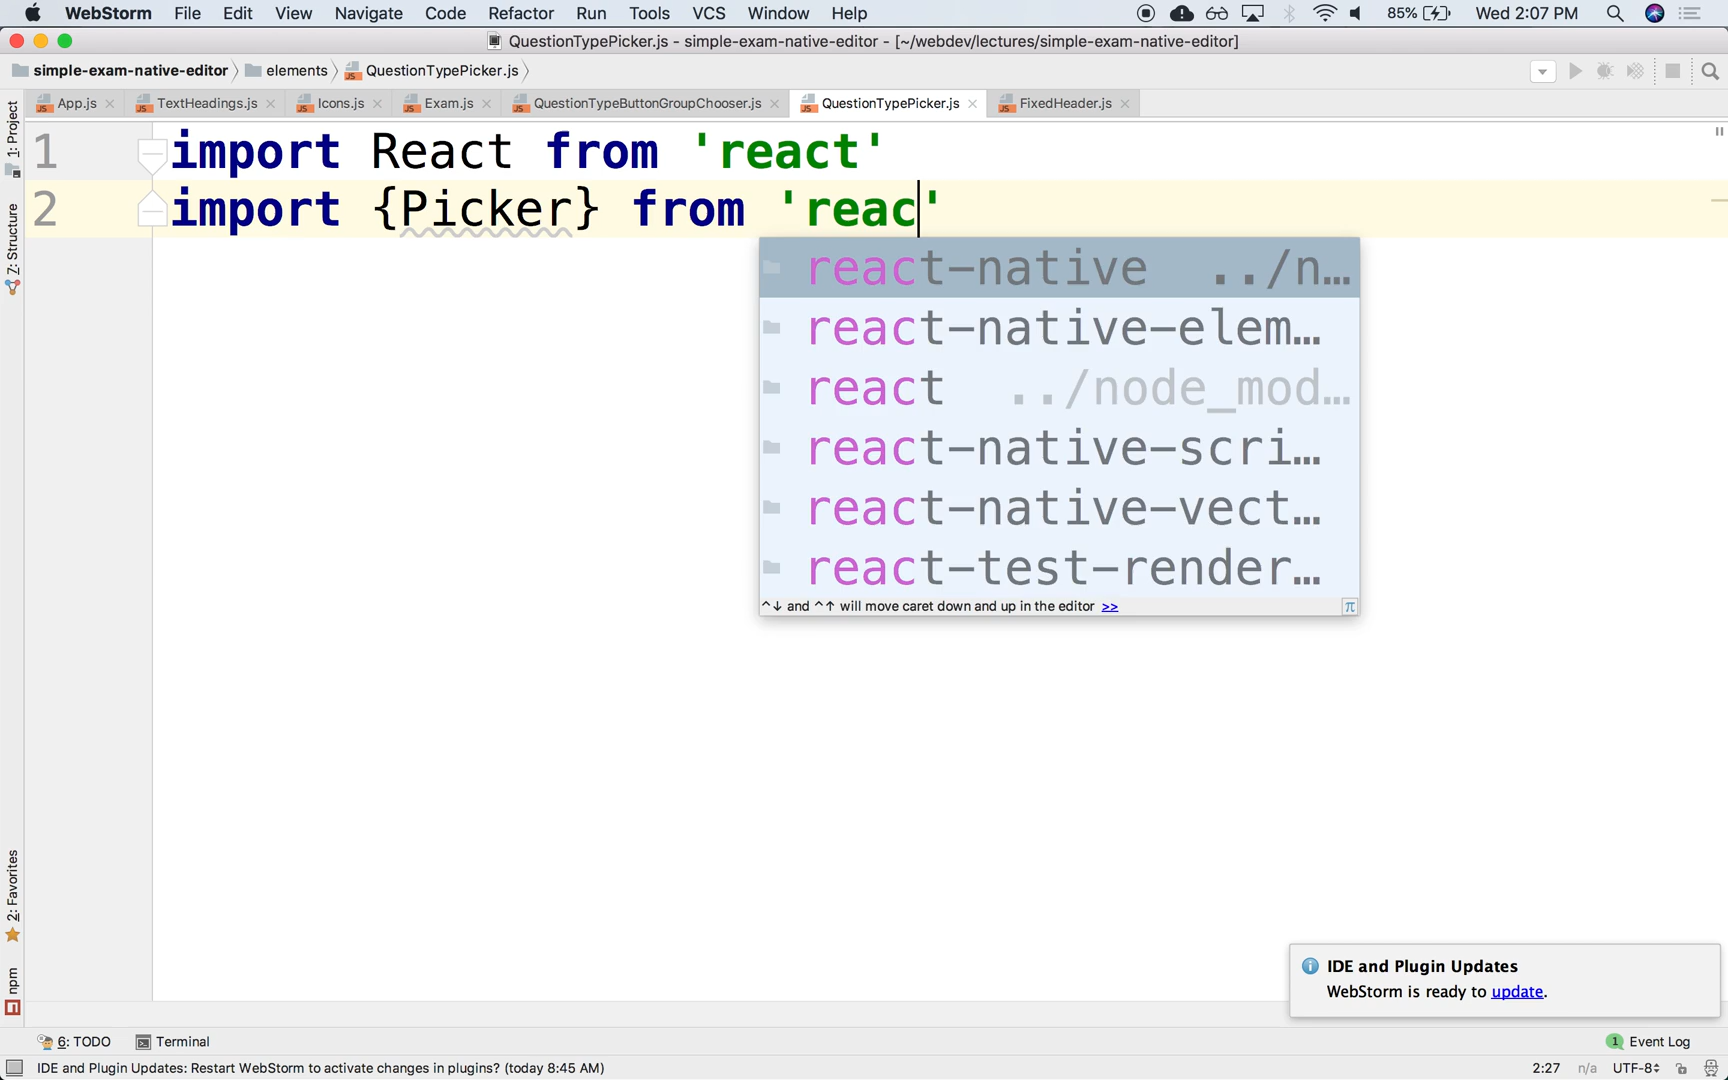 WebStorm File Edit View Navigate Code Refactor Run Tools VCS Window Help 85% Wed 2:07 PM
QuestionTypePicker.js - simple-exam-native-editor - [~/webdev/lectures/simple-exam-native-editor]
simple-exam-native-editor elements QuestionTypePicker.js
App.js TextHeadings.js Icons.js Exam.js QuestionTypeButtonGroupChooser.js QuestionTypePicker.js FixedHeader.js
1: Project
Z: Structure
2: Favorites
npm
1 import React from 'react'
2 import {Picker} from 'reac'
react-native ../n…
react-native-elem…
react ../node_mod…
react-native-scri…
react-native-vect…
react-test-render…
^↓ and ^↑ will move caret down and up in the editor >> π
IDE and Plugin Updates
WebStorm is ready to update.
6: TODO Terminal 1 Event Log
IDE and Plugin Updates: Restart WebStorm to activate changes in plugins? (today 8:45 AM) 2:27 n/a UTF-8